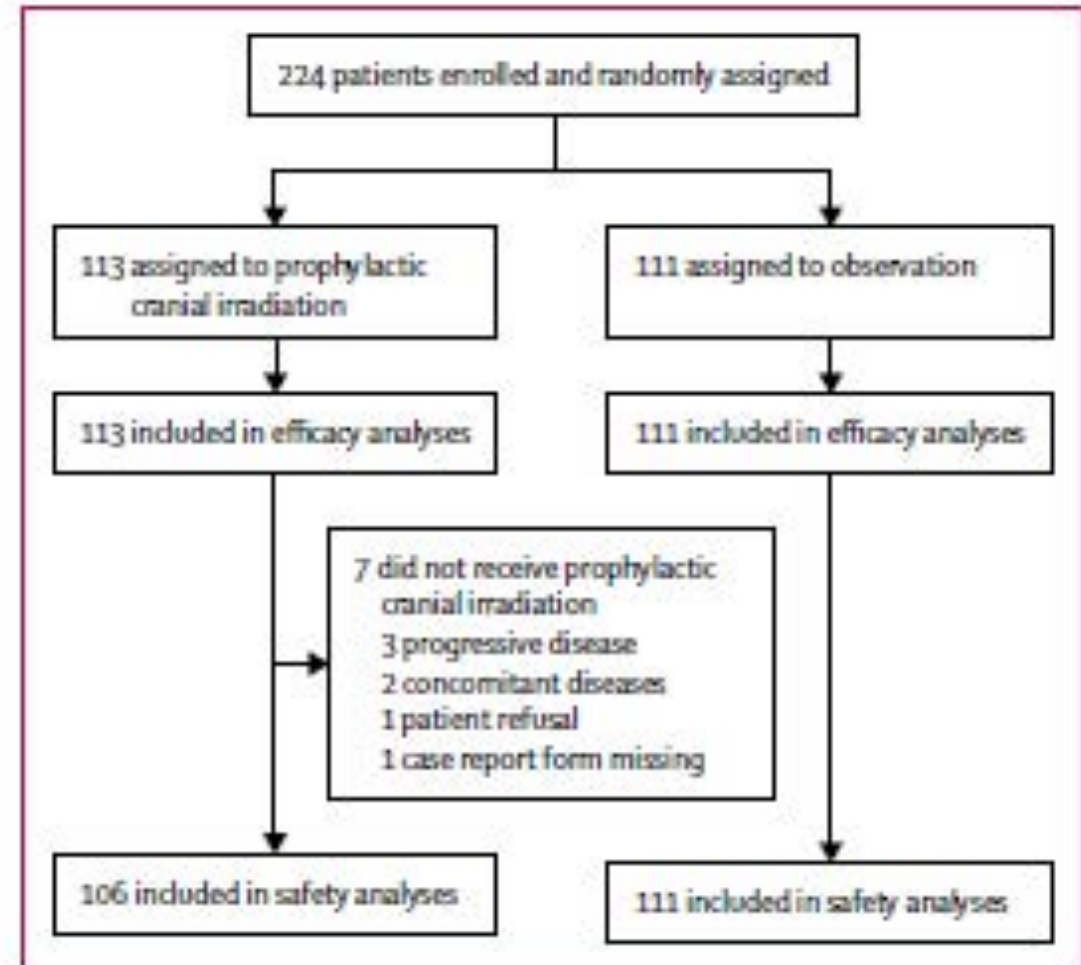 224 patients enrolled and randomly assigned
113 assigned to prophylactic
cranial irradiation
111 assigned to observation
113 included in efficacy analyses
111 included in efficacy analyses
7 did not receive prophylactic
cranial irradiation
3 progressive disease
2 concomitant diseases
1 patient refusal
1 case report form missing
106 included in safety analyses
111 included in safety analyses